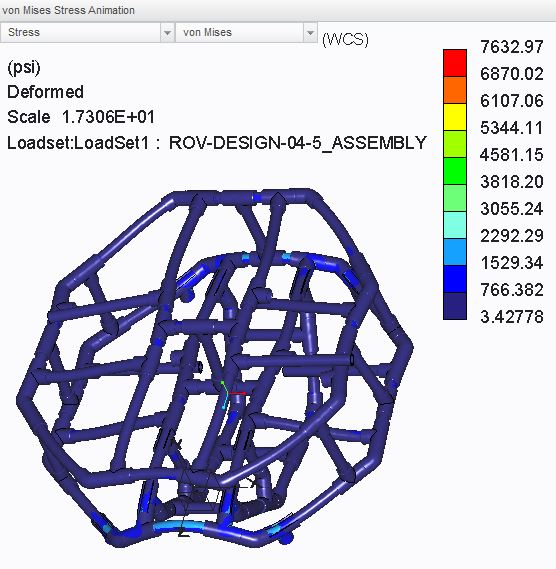 von Mises Stress Animation
Stress von Mises (WCS)
(psi)
Deformed
Scale 1.7306E+01
Loadset:LoadSet1 : ROV-DESIGN-04-5_ASSEMBLY
7632.97
6870.02
6107.06
5344.11
4581.15
3818.20
3055.24
2292.29
1529.34
766.382
3.42778
Z